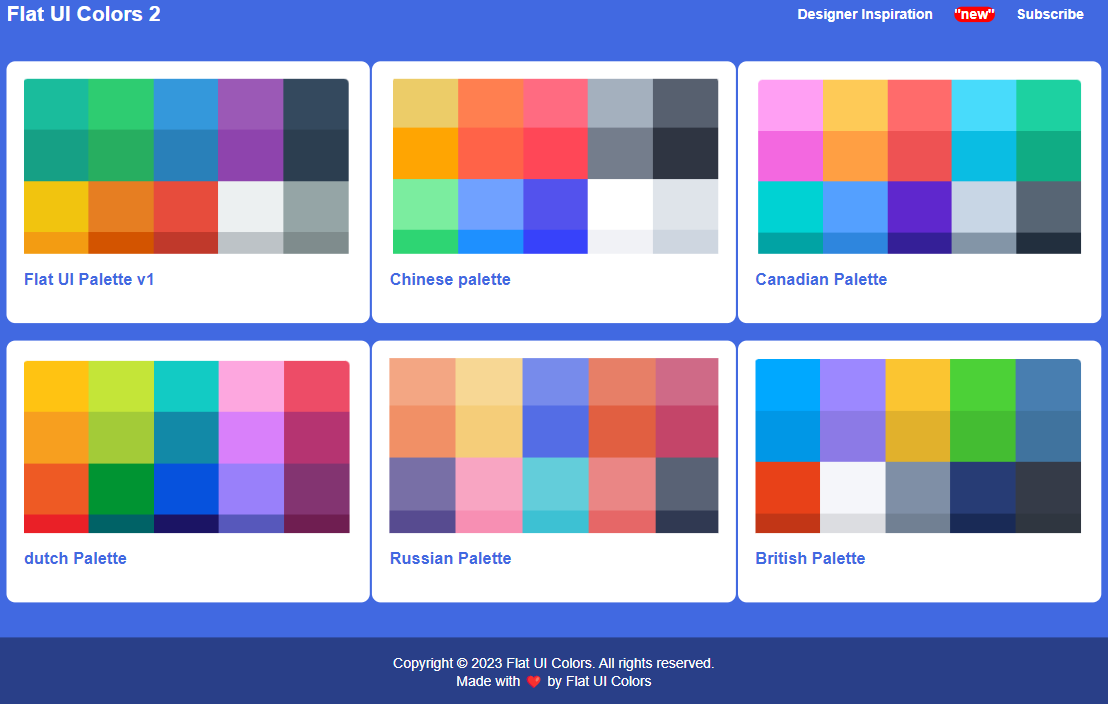 Flat UI Colors 2
Designer Inspiration "new" Subscribe
Flat UI Palette v1
Chinese palette
Canadian Palette
dutch Palette
Russian Palette
British Palette
Copyright © 2023 Flat UI Colors. All rights reserved.
Made with ❤️ by Flat UI Colors